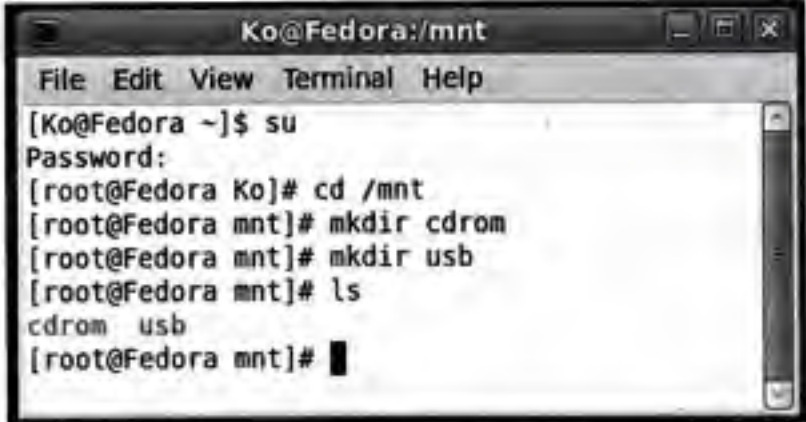 Ko@Fedora:/mnt
File Edit View Terminal Help
[Ko@Fedora ~]$ su
Password:
[root@Fedora Ko]# cd /mnt
[root@Fedora mnt]# mkdir cdrom
[root@Fedora mnt]# mkdir usb
[root@Fedora mnt]# ls
cdrom usb
[root@Fedora mnt]#